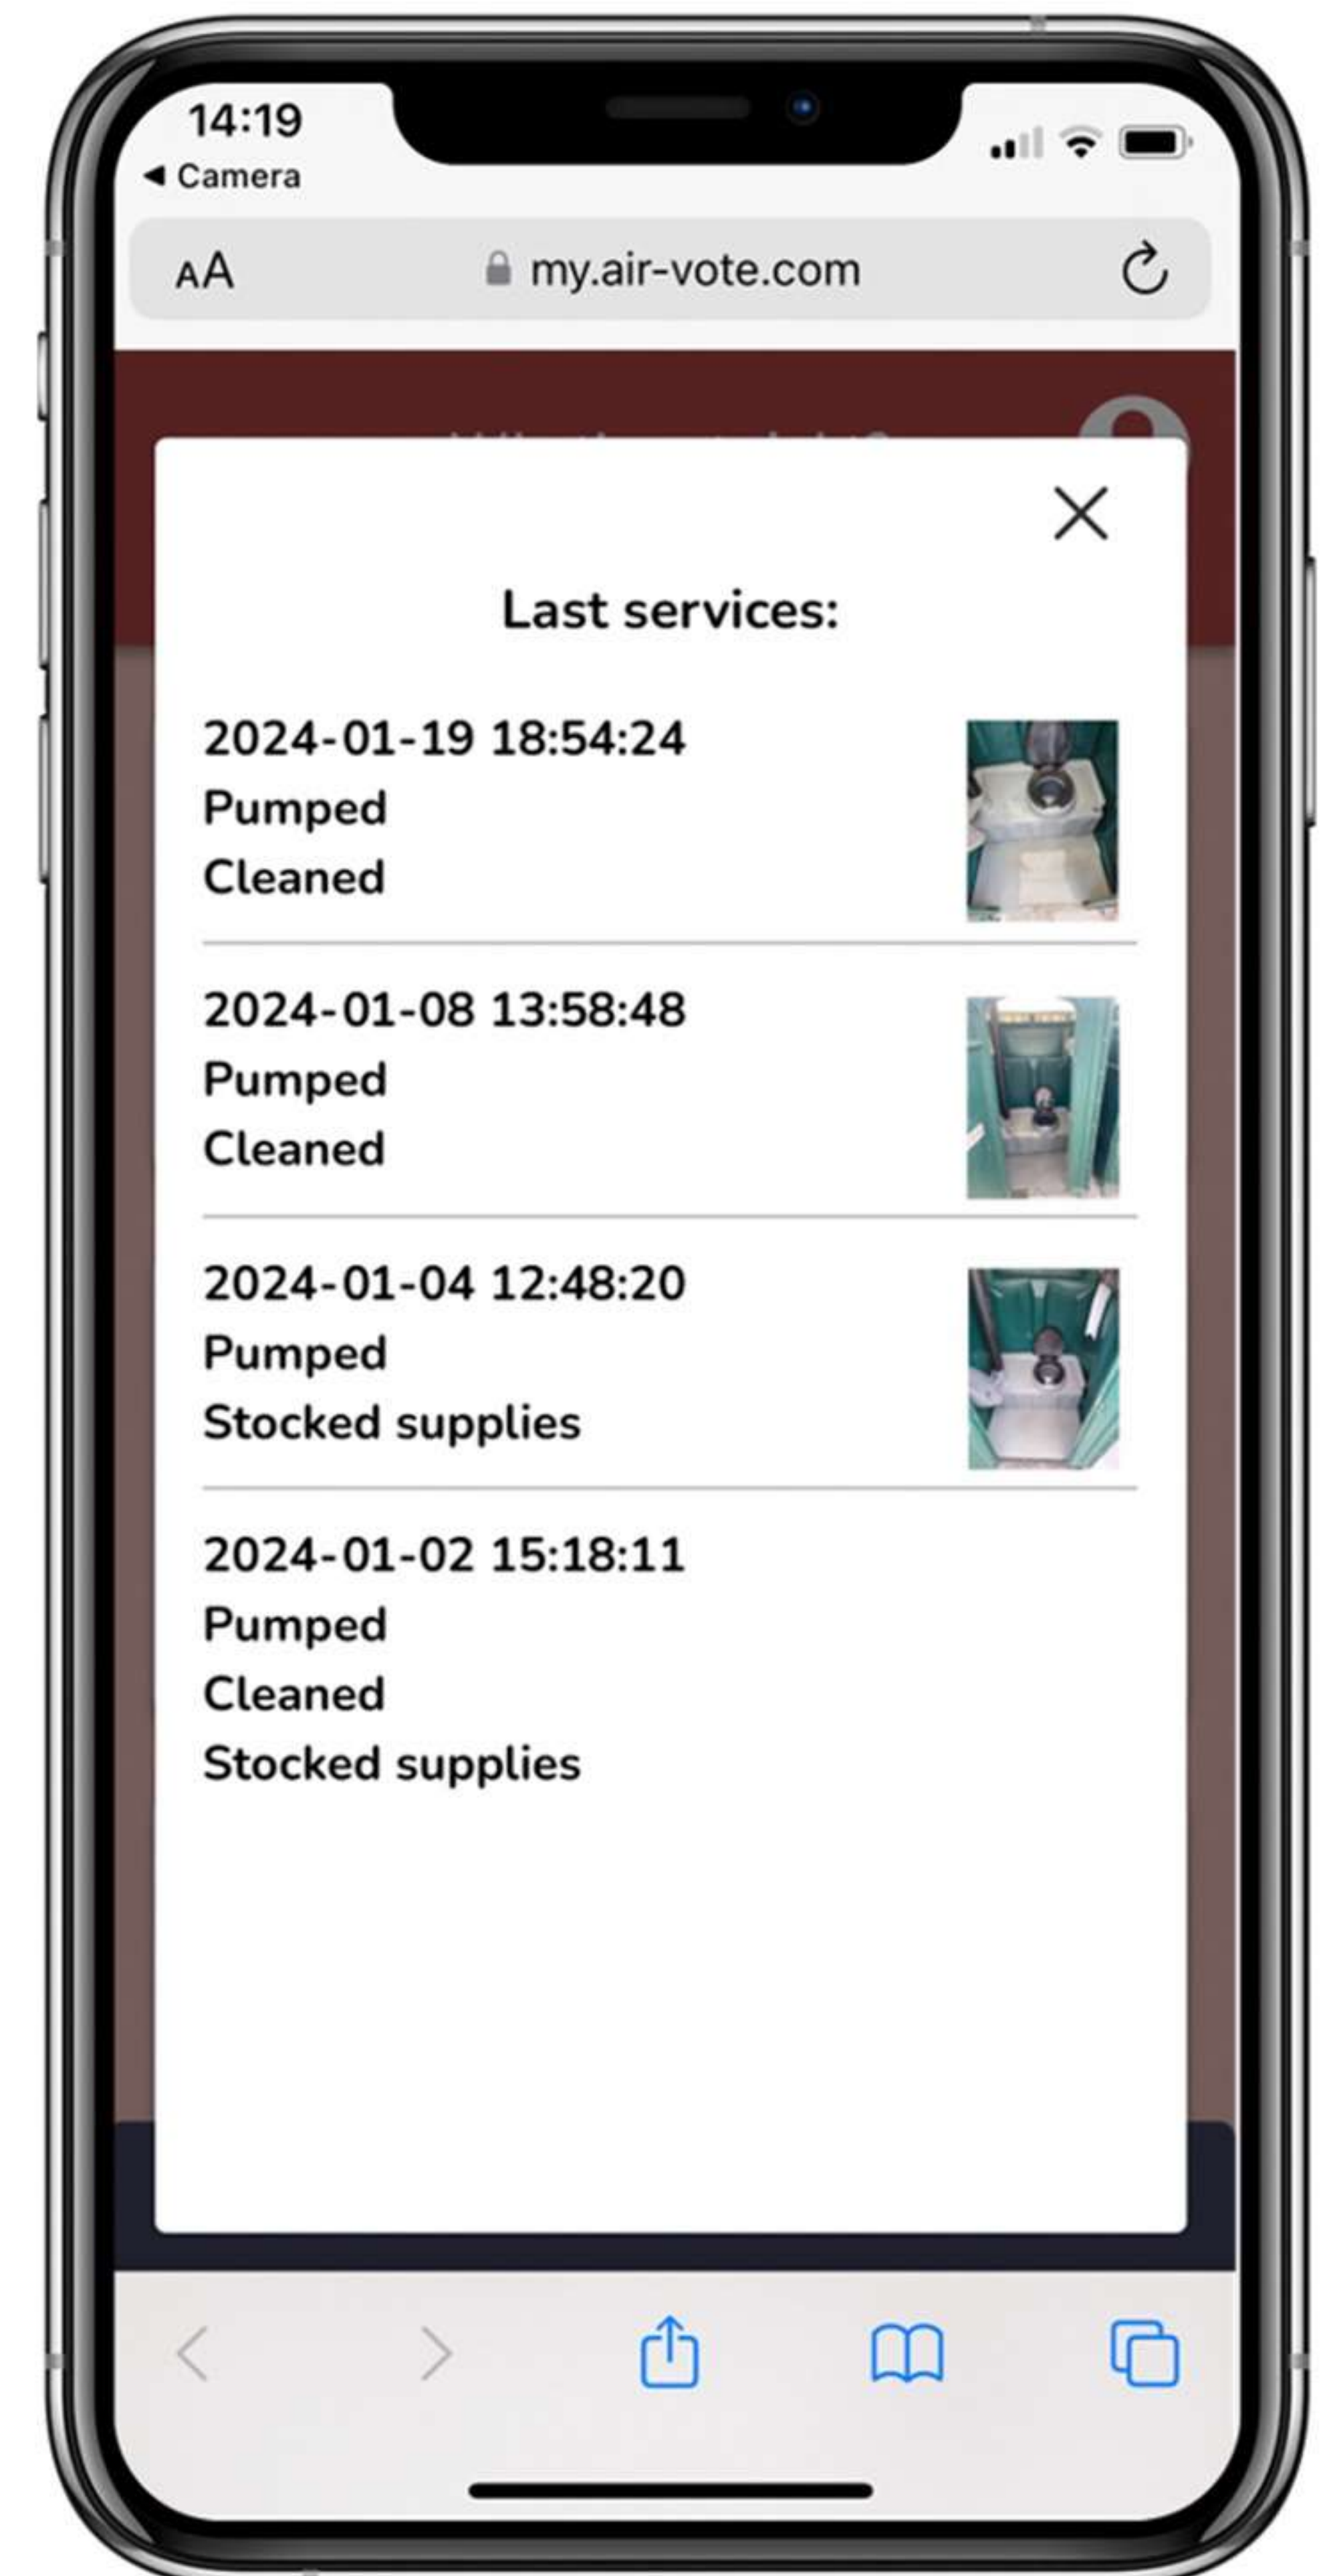 14:19
◀ Camera
AA
my.air-vote.com
Last services:
2024-01-19 18:54:24
Pumped
Cleaned
2024-01-08 13:58:48
Pumped
Cleaned
2024-01-04 12:48:20
Pumped
Stocked supplies
2024-01-02 15:18:11
Pumped
Cleaned
Stocked supplies